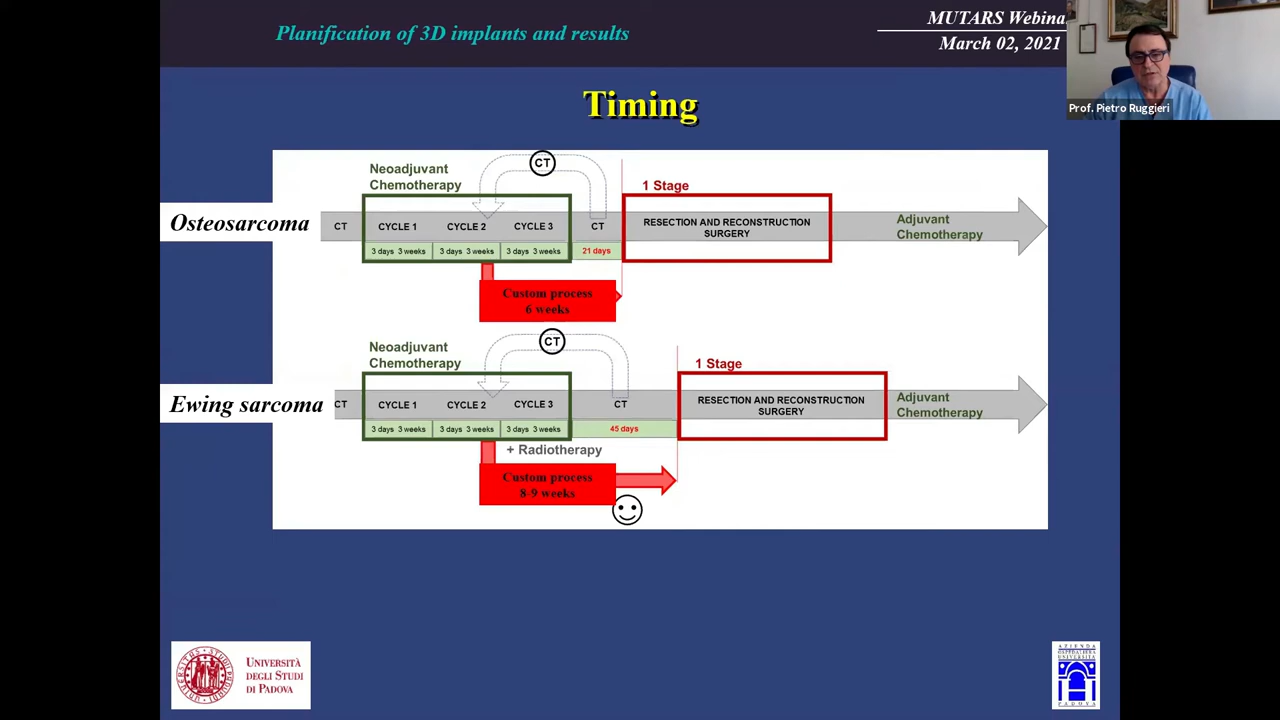 Planification of 3D implants and results
MUTARS Webina
March 02, 2021
Prof. Pietro Ruggieri
Timing
Neoadjuvant
Chemotherapy
CT
1 Stage
Osteosarcoma
CT
CYCLE 1
CYCLE 2
CYCLE 3
CT
RESECTION AND RECONSTRUCTION
SURGERY
Adjuvant
Chemotherapy
3 days 3 weeks
3 days 3 weeks
3 days 3 weeks
21 days
Custom process
6 weeks
Neoadjuvant
Chemotherapy
CT
1 Stage
Ewing sarcoma
CT
CYCLE 1
CYCLE 2
CYCLE 3
CT
RESECTION AND RECONSTRUCTION
SURGERY
Adjuvant
Chemotherapy
3 days 3 weeks
3 days 3 weeks
3 days 3 weeks
45 days
+ Radiotherapy
Custom process
8-9 weeks
UNIVERSITÀ
DEGLI STUDI
DI PADOVA
AZIENDA
OSPEDALIERA
UNIVERSITÀ
PADOVA